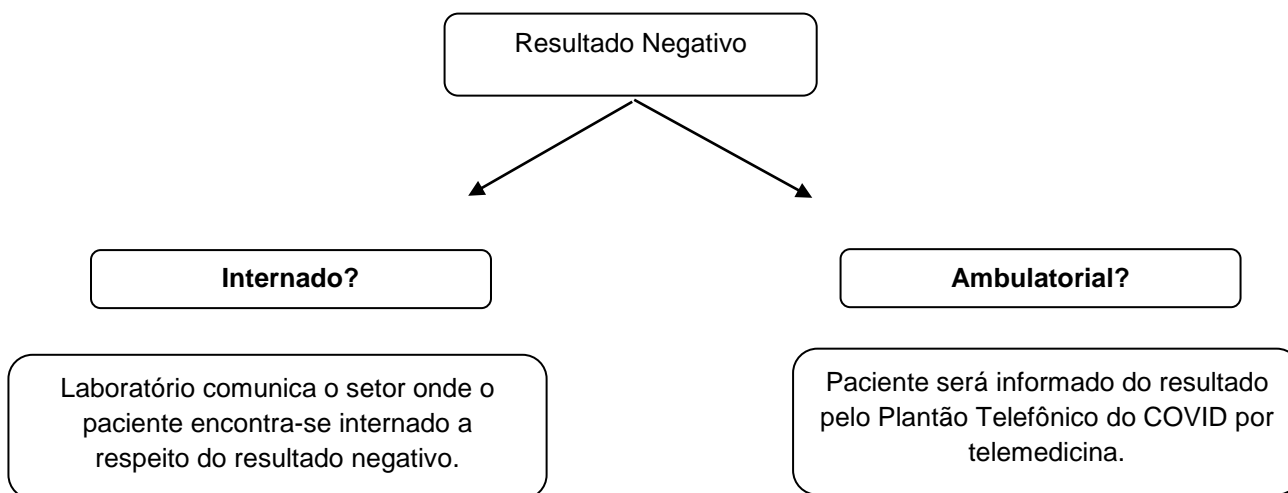 Resultado Negativo
Internado?
Ambulatorial?
Laboratório comunica o setor onde o
paciente encontra-se internado a
respeito do resultado negativo.
Paciente será informado do resultado
pelo Plantão Telefônico do COVID por
telemedicina.